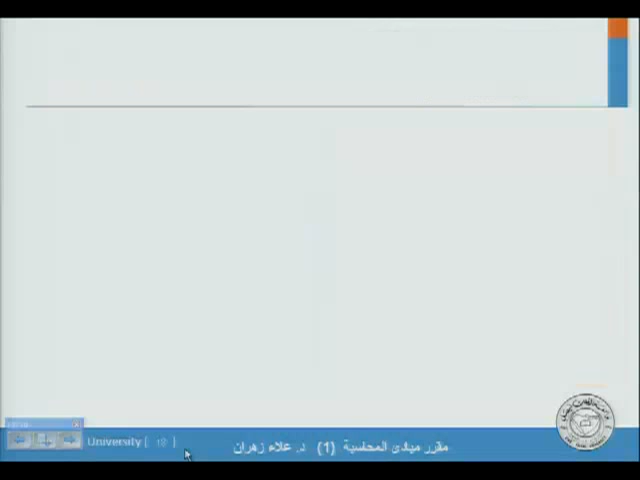 University [ 12 ]
مقرر مبادئ المحاسبة (1) د. علاء زهران